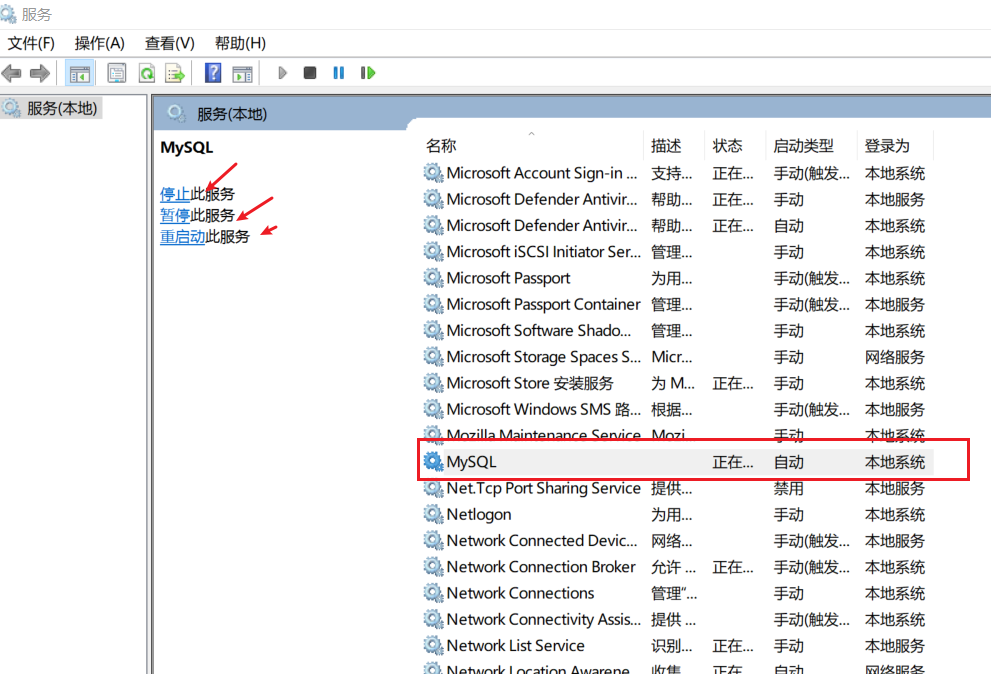 服务
文件(F) 操作(A) 查看(V) 帮助(H)
服务(本地)
服务(本地)
MySQL
停止此服务
暂停此服务
重启动此服务
名称 描述 状态 启动类型 登录为
Microsoft Account Sign-in ... 支持... 正在... 手动(触发... 本地系统
Microsoft Defender Antivir... 帮助... 正在... 手动 本地服务
Microsoft Defender Antivir... 帮助... 正在... 自动 本地系统
Microsoft iSCSI Initiator Ser... 管理... 手动 本地系统
Microsoft Passport 为用... 手动(触发... 本地系统
Microsoft Passport Container 管理... 手动(触发... 本地服务
Microsoft Software Shado... 管理... 手动 本地系统
Microsoft Storage Spaces S... Micr... 手动 网络服务
Microsoft Store 安装服务 为 M... 正在... 手动 本地系统
Microsoft Windows SMS 路... 根据... 手动(触发... 本地服务
Mozilla Maintenance Service Mozi... 手动 本地系统
MySQL 正在... 自动 本地系统
Net.Tcp Port Sharing Service 提供... 禁用 本地服务
Netlogon 为用... 手动 本地系统
Network Connected Devic... 网络... 手动(触发... 本地服务
Network Connection Broker 允许 ... 正在... 手动(触发... 本地系统
Network Connections 管理“... 手动 本地系统
Network Connectivity Assis... 提供 ... 手动(触发... 本地系统
Network List Service 识别... 正在... 手动 本地服务
Network Location Awarene... 收集... 正在... 自动 网络服务